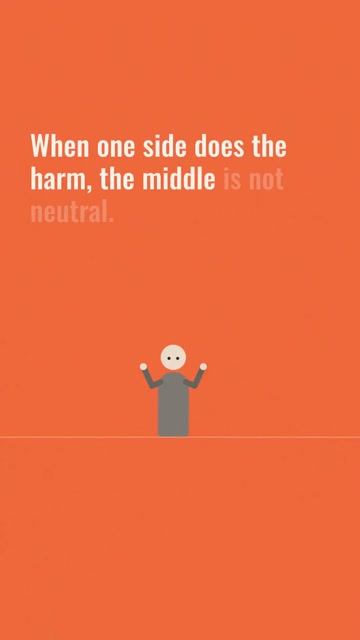 When one side does the
harm, the middle is not
neutral.